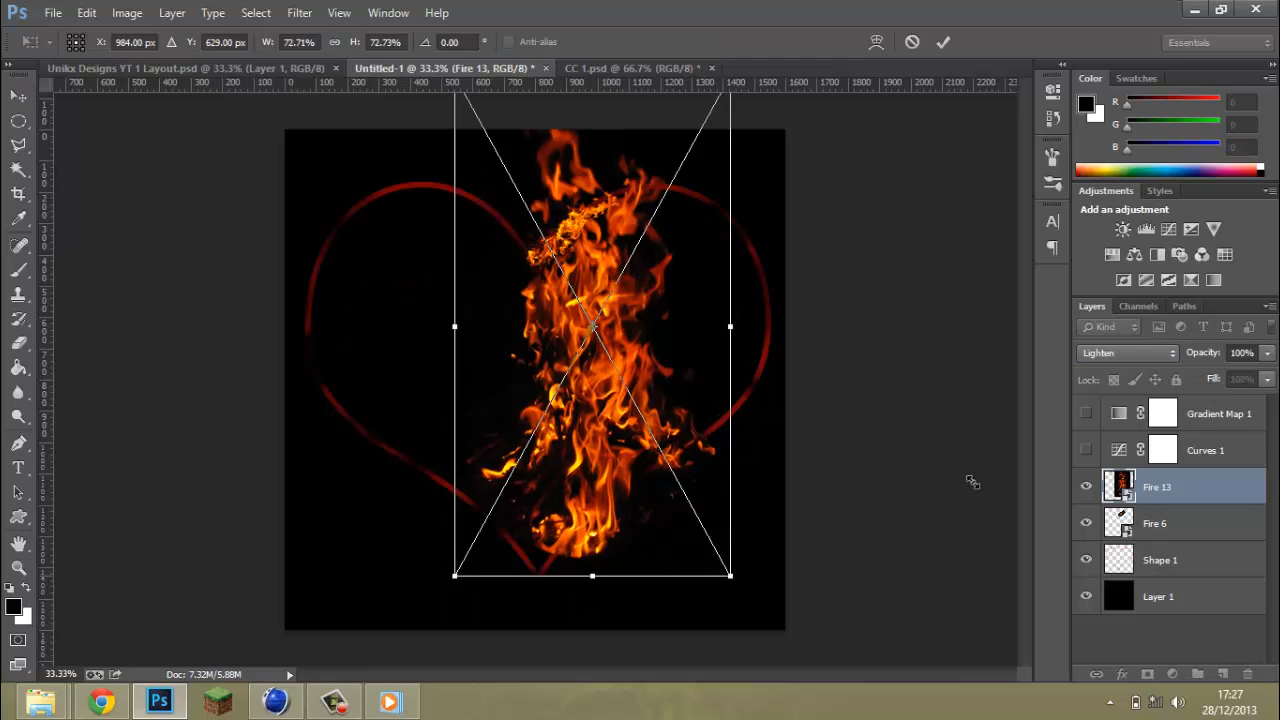 Ps File Edit Image Layer Type Select Filter View Window Help
X: 984.00 px Y: 629.00 px W: 72.71% H: 72.73% 0.00 ° Anti-alias Essentials
Unikx Designs YT 1 Layout.psd @ 33.3% (Layer 1, RGB/8) × Untitled-1 @ 33.3% (Fire 13, RGB/8) * × CC 1.psd @ 66.7% (RGB/8) * ×
500 400 300 200 100 0 100 200 300 400 500 600 700 800 900 1000 1100 1200 1300 1400 1500 1600 1700 1800 1900 2000 2100 2200
Color Swatches
R 0
G 0
B 0
Adjustments Styles
Add an adjustment
Layers Channels Paths
Kind
Lighten Opacity: 100%
Lock: Fill: 100%
Gradient Map 1
Curves 1
Fire 13
Fire 6
Shape 1
Layer 1
33.33% Doc: 7.32M/5.88M
Ps
17:27
28/12/2013